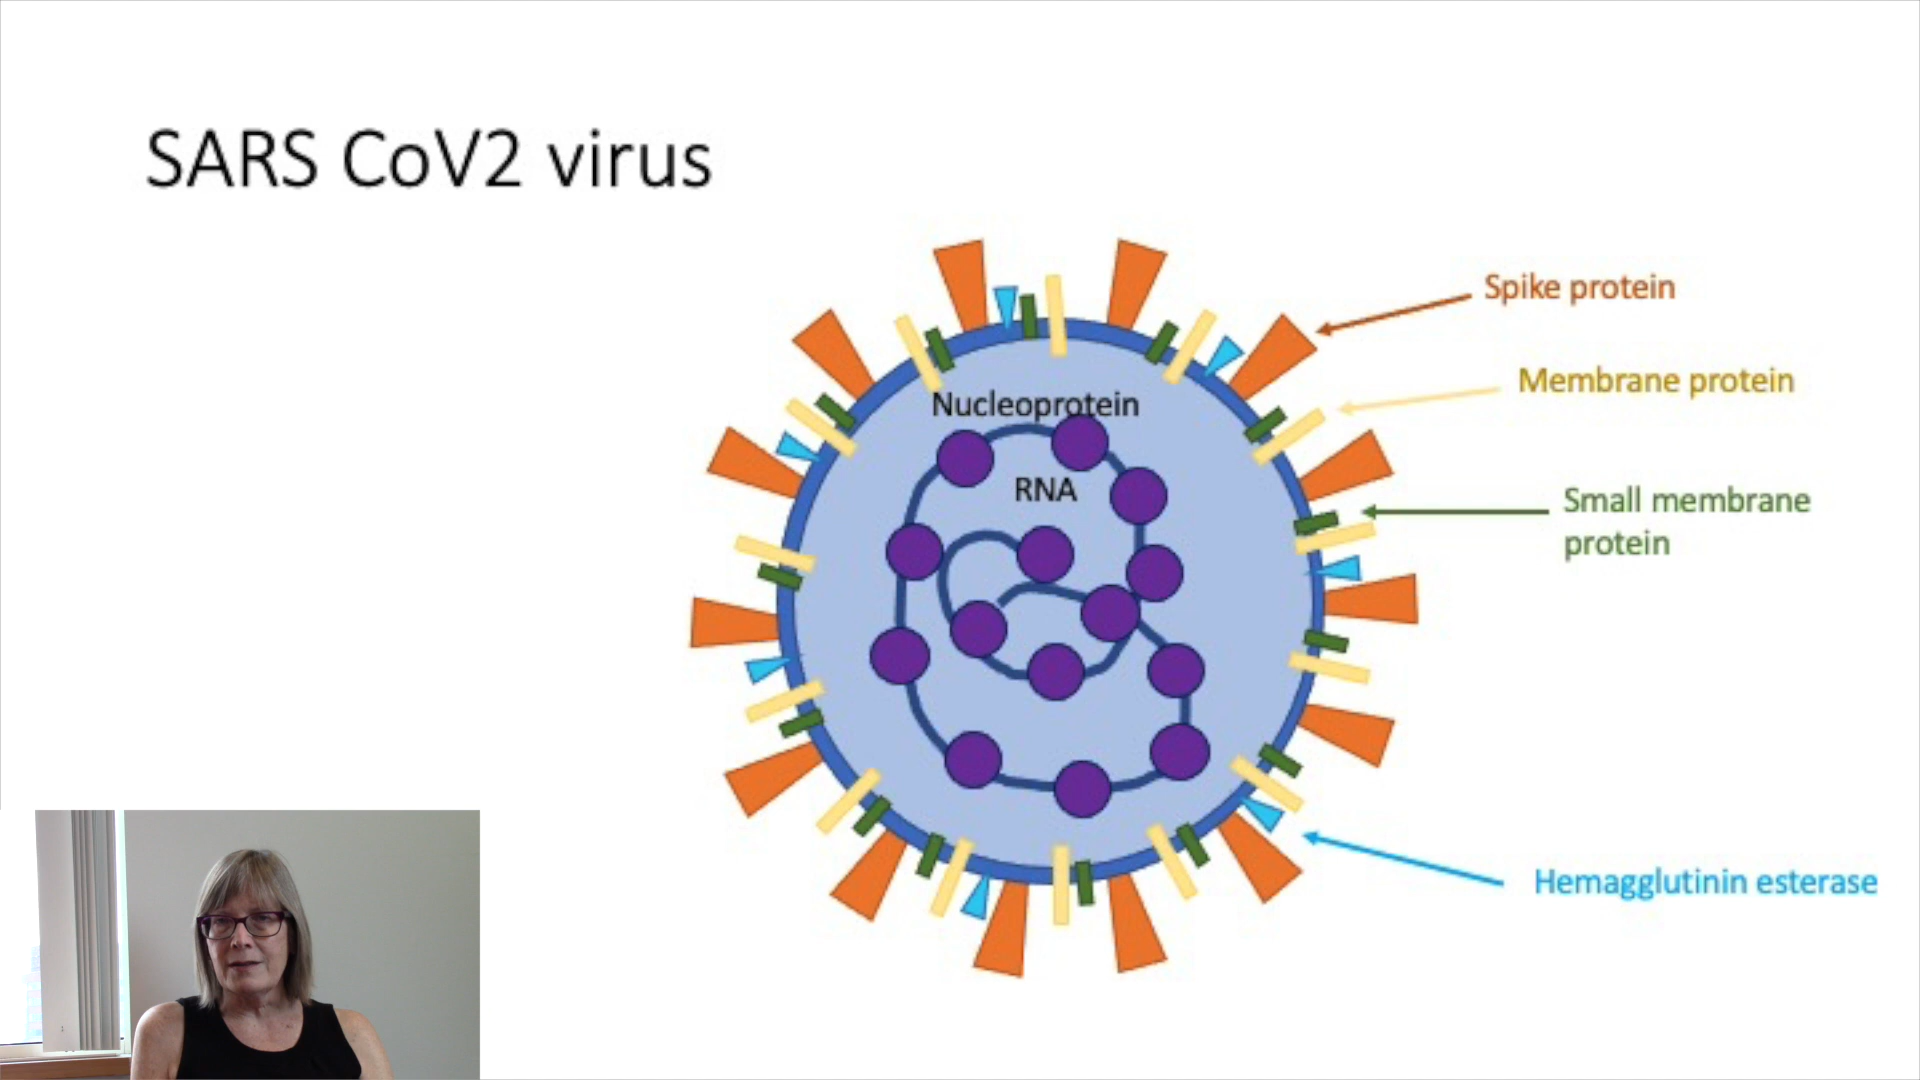 SARS CoV2 virus
Spike protein
Membrane protein
Nucleoprotein
RNA
Small membrane
protein
Hemagglutinin esterase